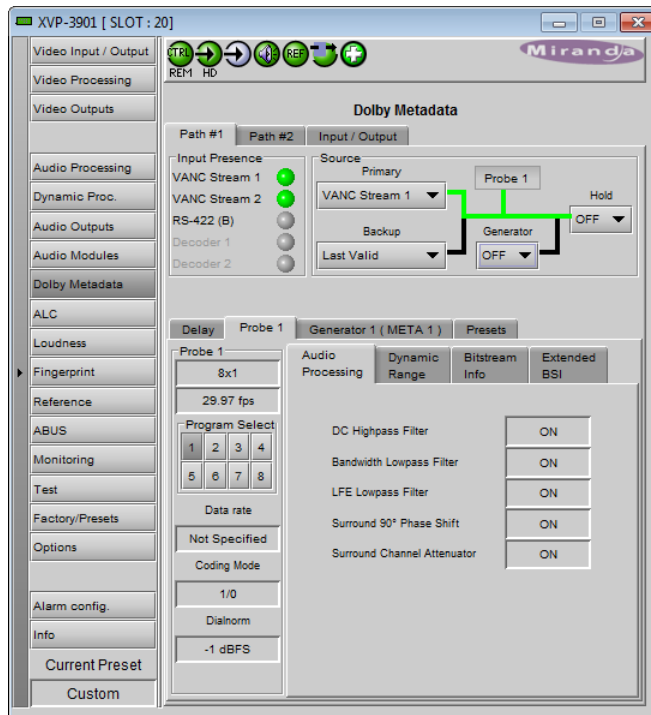 XVP-3901 [ SLOT : 20]
Video Input / Output
Video Processing
Video Outputs
Audio Processing
Dynamic Proc.
Audio Outputs
Audio Modules
Dolby Metadata
ALC
Loudness
Fingerprint
Reference
ABUS
Monitoring
Test
Factory/Presets
Options
Alarm config.
Info
Current Preset
Custom
CTRL
REF
REM HD
Miranda
Dolby Metadata
Path #1 Path #2 Input / Output
Input Presence
VANC Stream 1
VANC Stream 2
RS-422 (B)
Decoder 1
Decoder 2
Source
Primary
VANC Stream 1
Backup
Last Valid
Probe 1
Generator
OFF
Hold
OFF
Delay Probe 1 Generator 1 ( META 1 ) Presets
Probe 1
8x1
29.97 fps
Program Select
1 2 3 4
5 6 7 8
Data rate
Not Specified
Coding Mode
1/0
Dialnorm
-1 dBFS
Audio Processing
Dynamic Range
Bitstream Info
Extended BSI
DC Highpass Filter ON
Bandwidth Lowpass Filter ON
LFE Lowpass Filter ON
Surround 90° Phase Shift ON
Surround Channel Attenuator ON